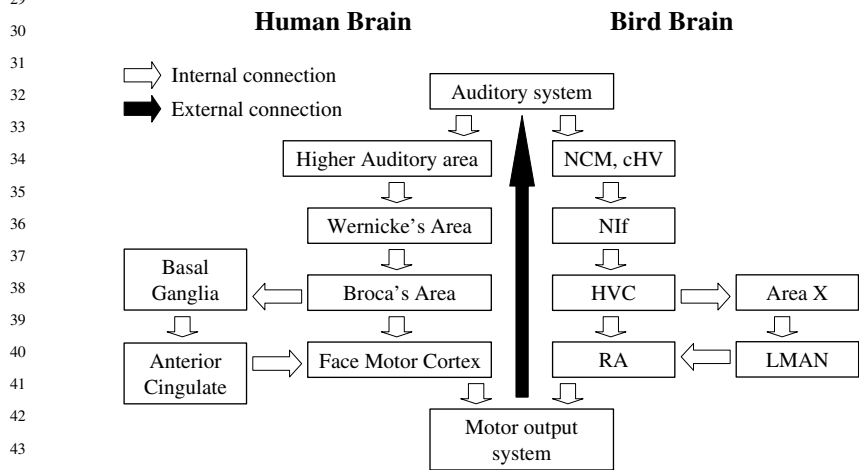 29
30
Human Brain Bird Brain
31
Internal connection
32
Auditory system
External connection
33
34
Higher Auditory area NCM, cHV
35
36
Wernicke's Area NIf
37
Basal
Ganglia
38
Broca's Area HVC Area X
39
40
Anterior
Cingulate
Face Motor Cortex RA LMAN
41
42
Motor output
system
43